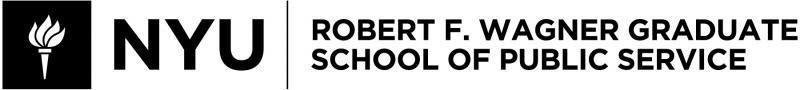 NYU
ROBERT F. WAGNER GRADUATE
SCHOOL OF PUBLIC SERVICE